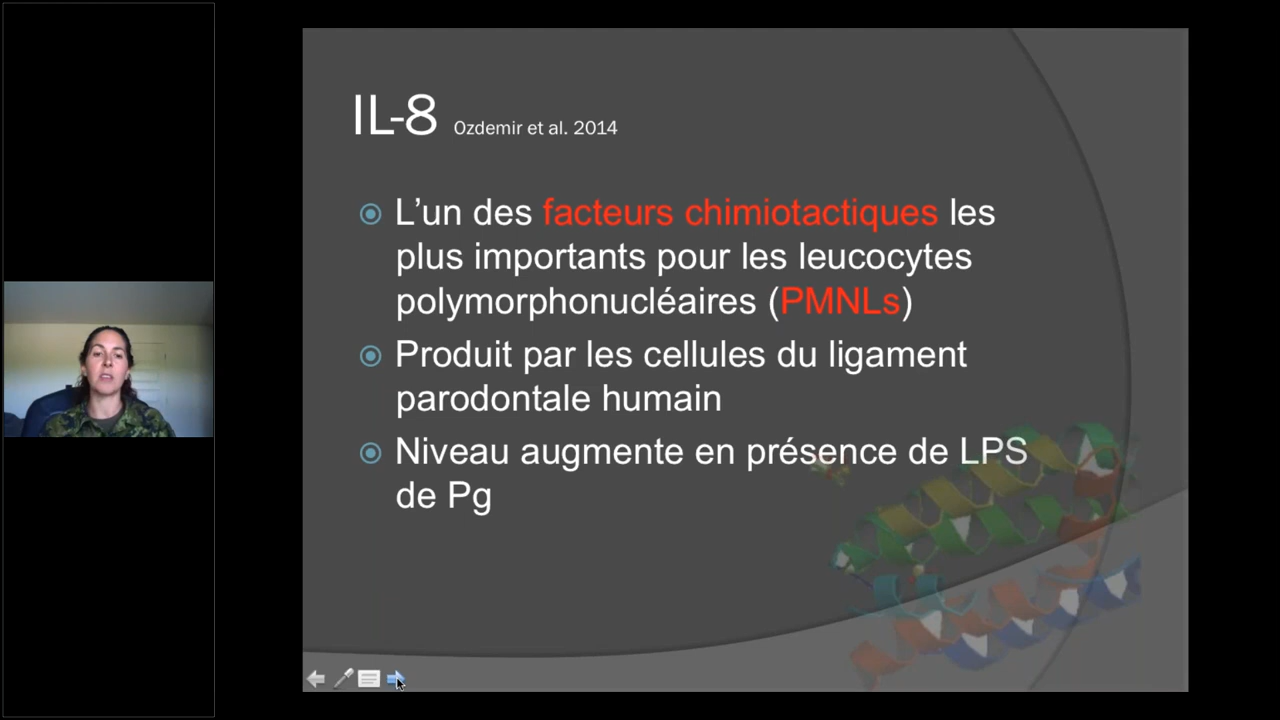 IL-8 Ozdemir et al. 2014
L’un des facteurs chimiotactiques les
plus importants pour les leucocytes
polymorphonucléaires (PMNLs)
Produit par les cellules du ligament
parodontale humain
Niveau augmente en présence de LPS
de Pg